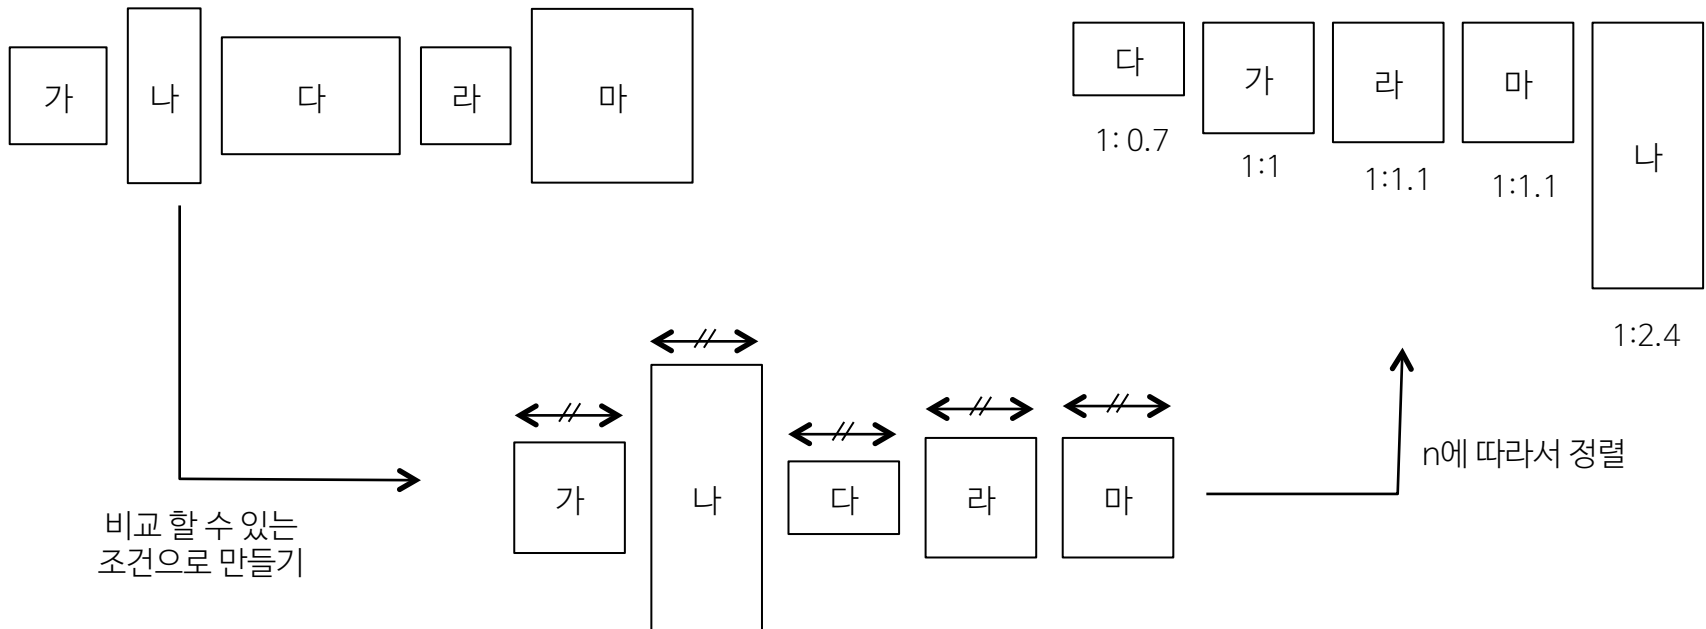 가
나
다
라
마
비교 할 수 있는
조건으로 만들기
가
나
다
라
마
n에 따라서 정렬
다
가
라
마
나
1: 0.7
1:1
1:1.1
1:1.1
1:2.4